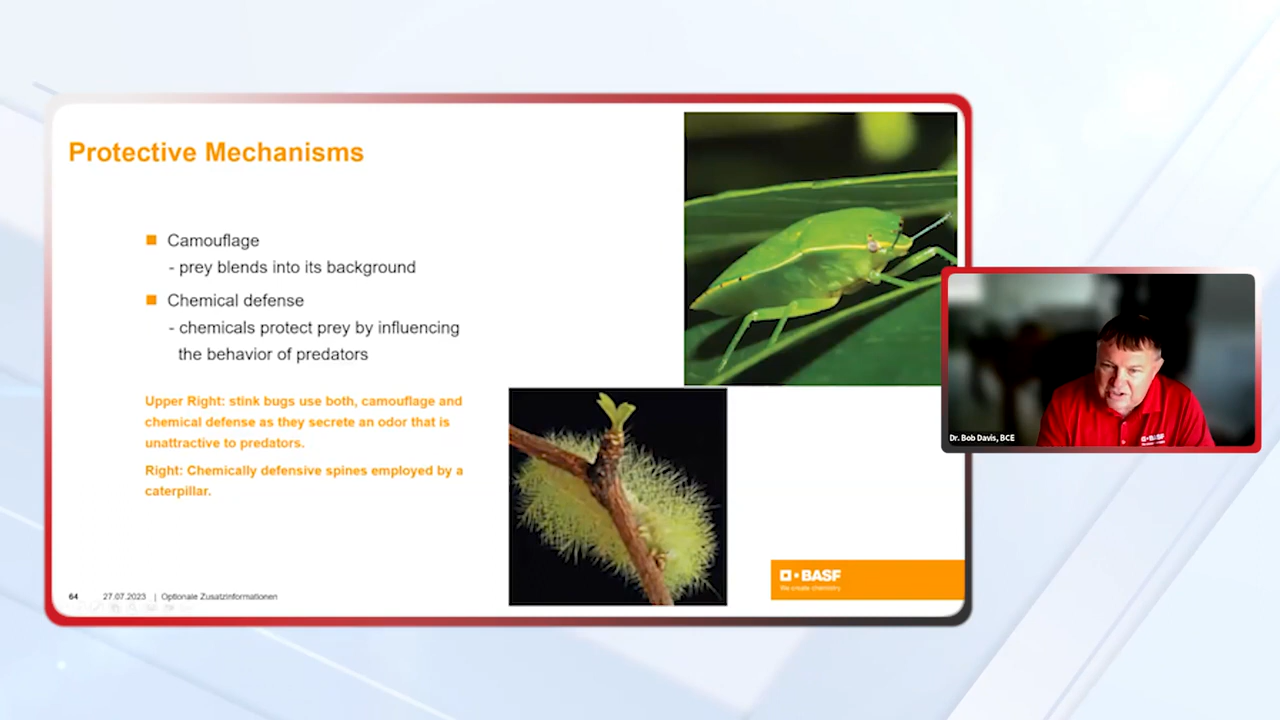 Protective Mechanisms
Camouflage
- prey blends into its background
Chemical defense
- chemicals protect prey by influencing
the behavior of predators
Upper Right: stink bugs use both, camouflage and
chemical defense as they secrete an odor that is
unattractive to predators.
Right: Chemically defensive spines employed by a
caterpillar.
64 27.07.2023 | Optionale Zusatzinformationen
BASF
We create chemistry
BASF
Dr. Bob Davis, BCE